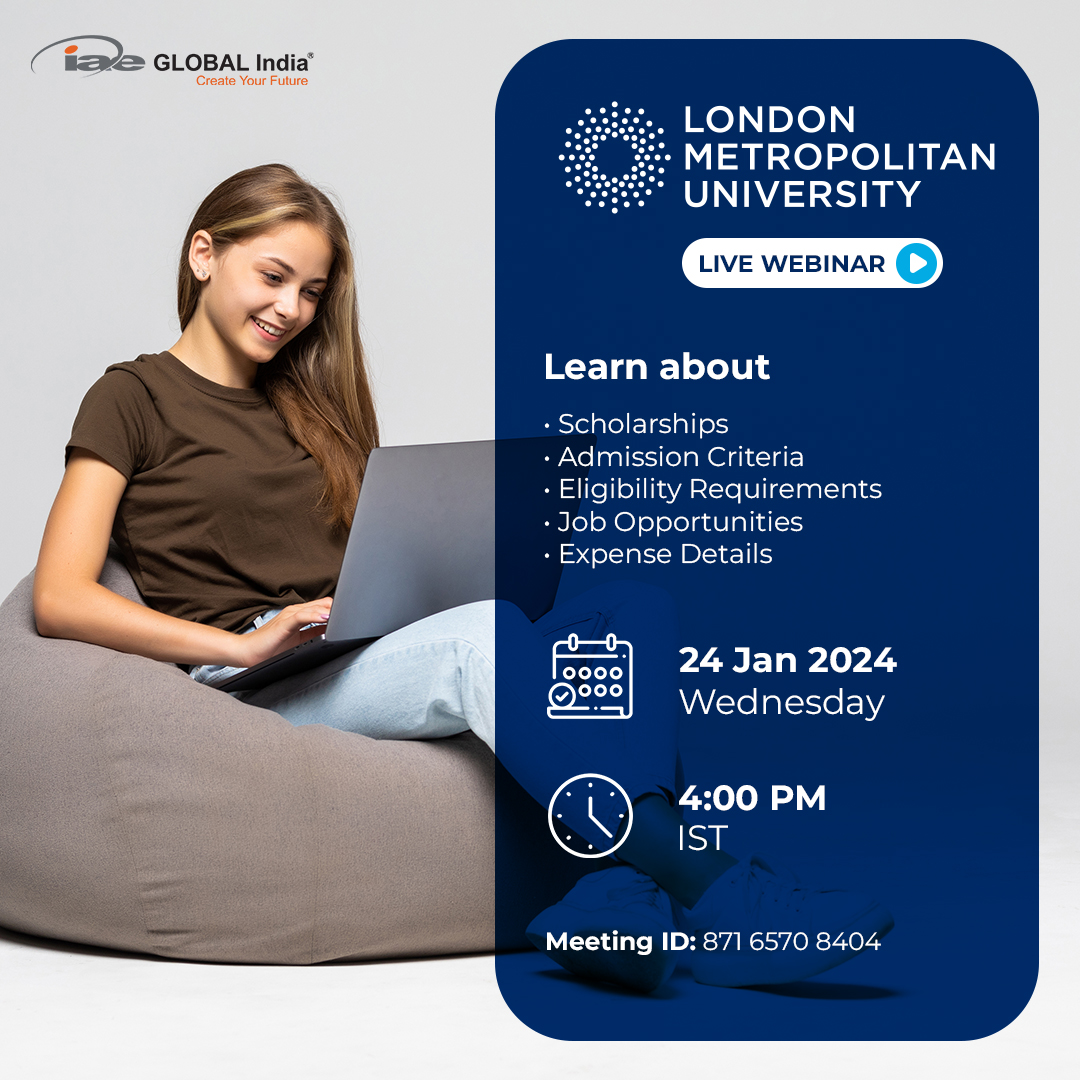 iae GLOBAL India®
Create Your Future
LONDON
METROPOLITAN
UNIVERSITY
LIVE WEBINAR
Learn about
• Scholarships
• Admission Criteria
• Eligibility Requirements
• Job Opportunities
• Expense Details
24 Jan 2024
Wednesday
4:00 PM
IST
Meeting ID: 871 6570 8404